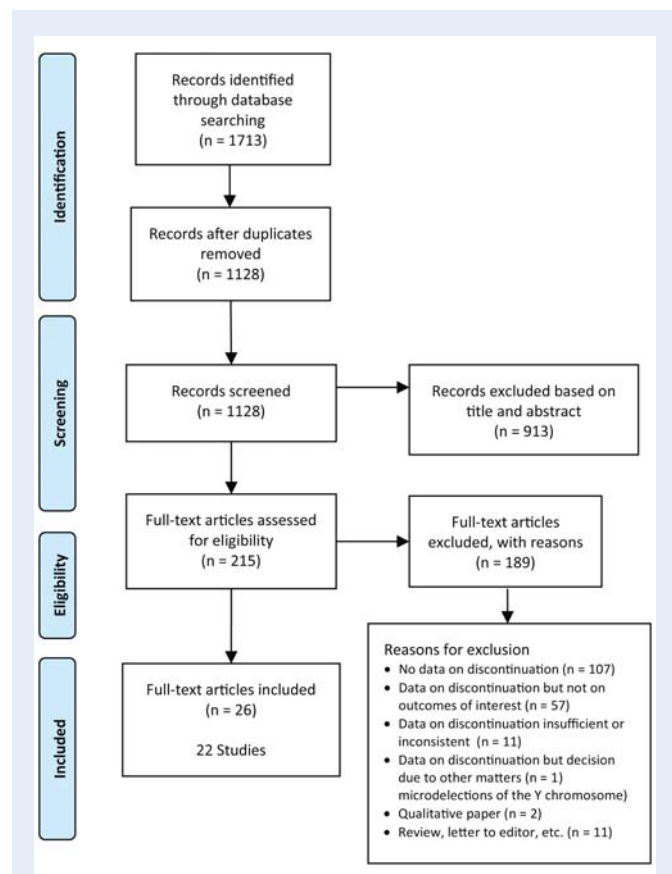 Identification
Records identified
through database
searching
(n = 1713)
Records after duplicates
removed
(n = 1128)
Screening
Records screened
(n = 1128)
Records excluded based on
title and abstract
(n = 913)
Eligibility
Full-text articles assessed
for eligibility
(n = 215)
Full-text articles
excluded, with reasons
(n = 189)
Reasons for exclusion
• No data on discontinuation (n = 107)
• Data on discontinuation but not on
outcomes of interest (n = 57)
• Data on discontinuation insufficient or
inconsistent (n = 11)
• Data on discontinuation but decision
due to other matters (n = 1)
microdelections of the Y chromosome)
• Qualitative paper (n = 2)
• Review, letter to editor, etc. (n = 11)
Included
Full-text articles included
(n = 26)
22 Studies